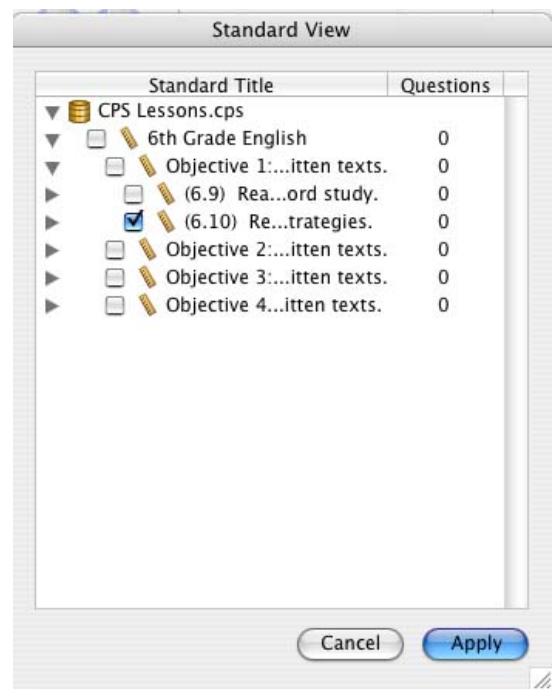 Standard View
Standard Title Questions
CPS Lessons.cps
6th Grade English 0
Objective 1:...itten texts. 0
(6.9) Rea...ord study. 0
(6.10) Re...trategies. 0
Objective 2:...itten texts. 0
Objective 3:...itten texts. 0
Objective 4...itten texts. 0
Cancel Apply